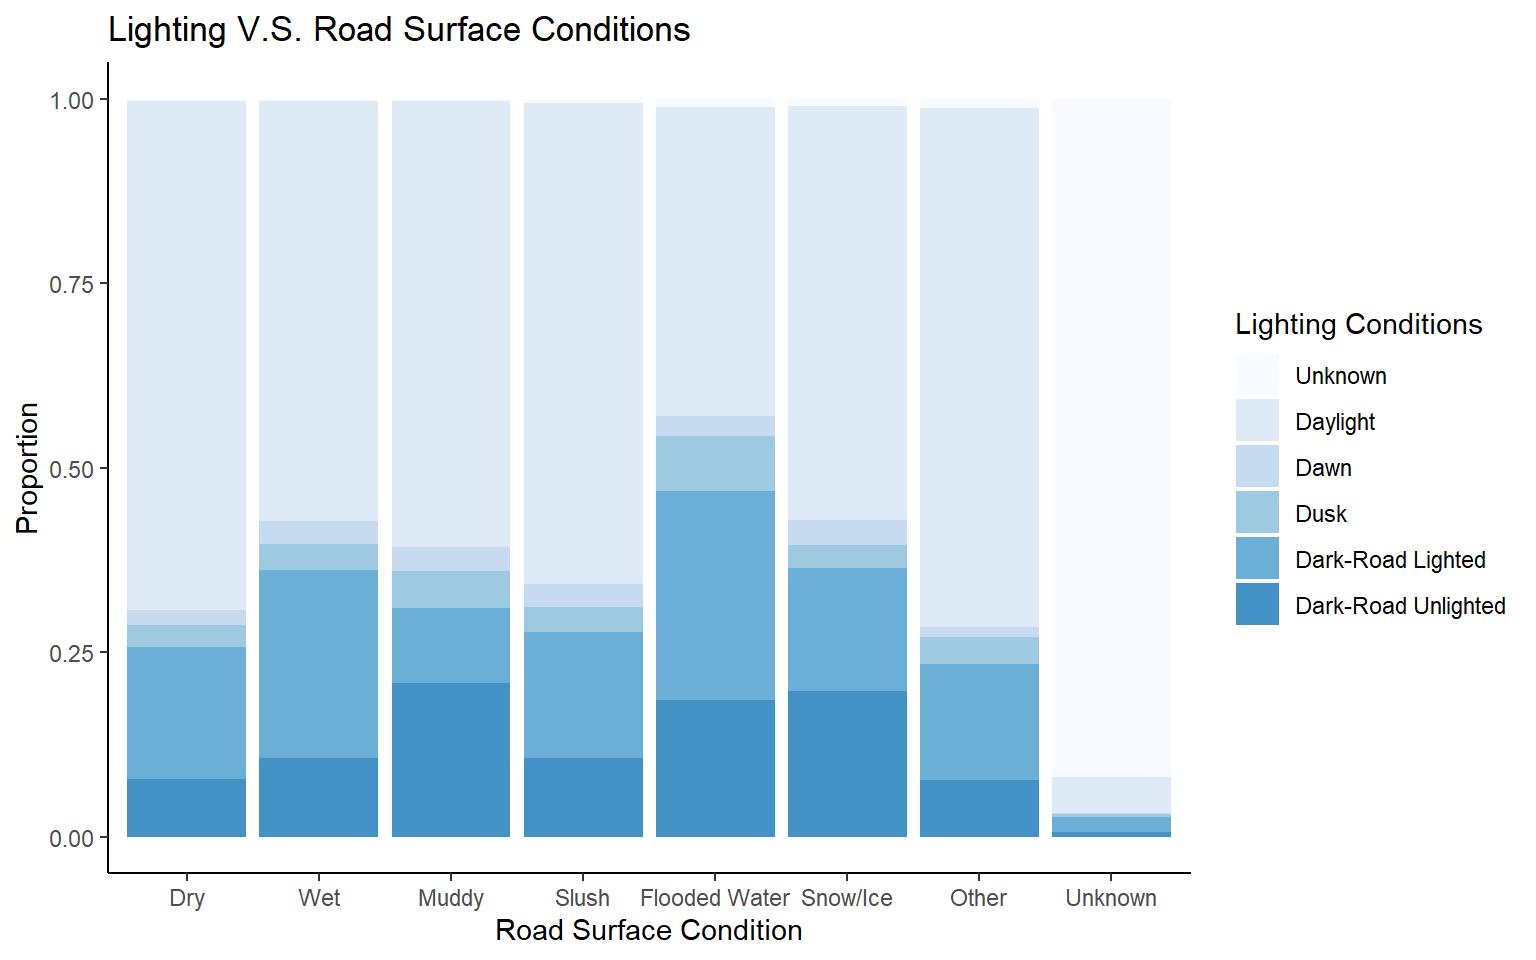 Lighting V.S. Road Surface Conditions
1.00
0.75
0.50
0.25
0.00
Proportion
Dry Wet Muddy Slush Flooded Water Snow/Ice Other Unknown
Road Surface Condition
Lighting Conditions
Unknown
Daylight
Dawn
Dusk
Dark-Road Lighted
Dark-Road Unlighted